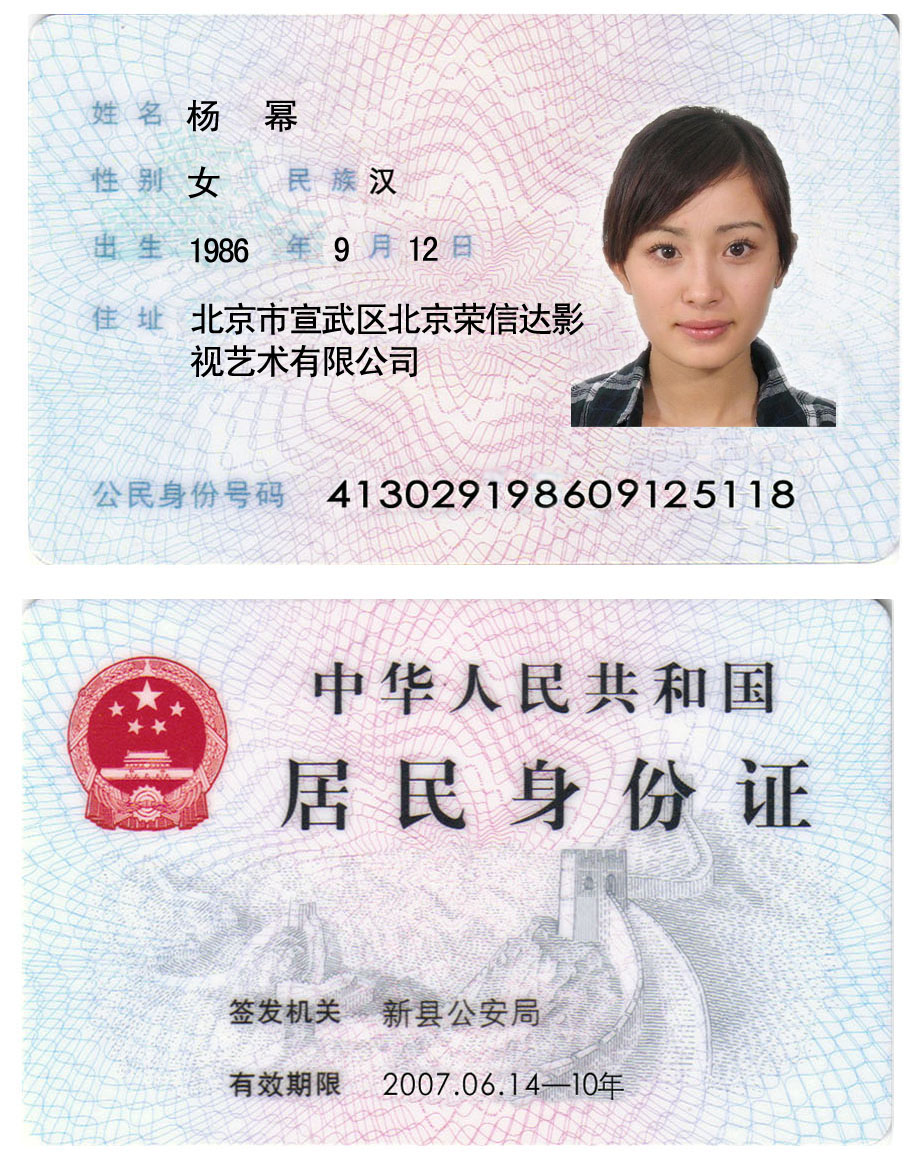 姓名 杨 幂
性别 女 民族 汉
出生 1986 年 9 月 12 日
住址 北京市宣武区北京荣信达影
视艺术有限公司
公民身份号码 413029198609125118
中华人民共和国
居民身份证
签发机关 新县公安局
有效期限 2007.06.14—10年